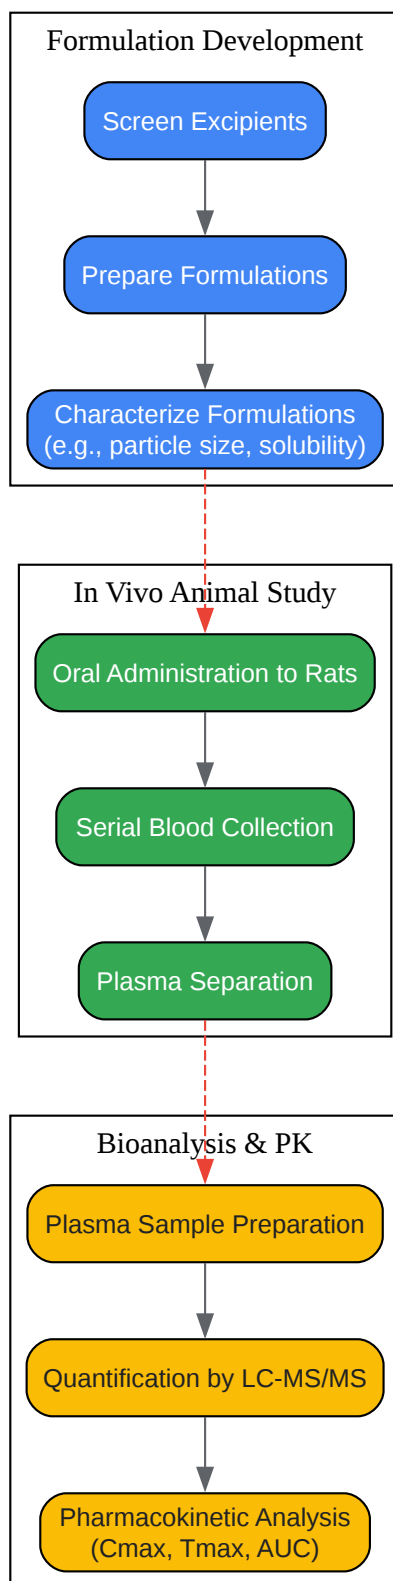 Formulation Development
Screen Excipients
Prepare Formulations
Characterize Formulations
(e.g., particle size, solubility)
In Vivo Animal Study
Oral Administration to Rats
Serial Blood Collection
Plasma Separation
Bioanalysis & PK
Plasma Sample Preparation
Quantification by LC-MS/MS
Pharmacokinetic Analysis
(Cmax, Tmax, AUC)